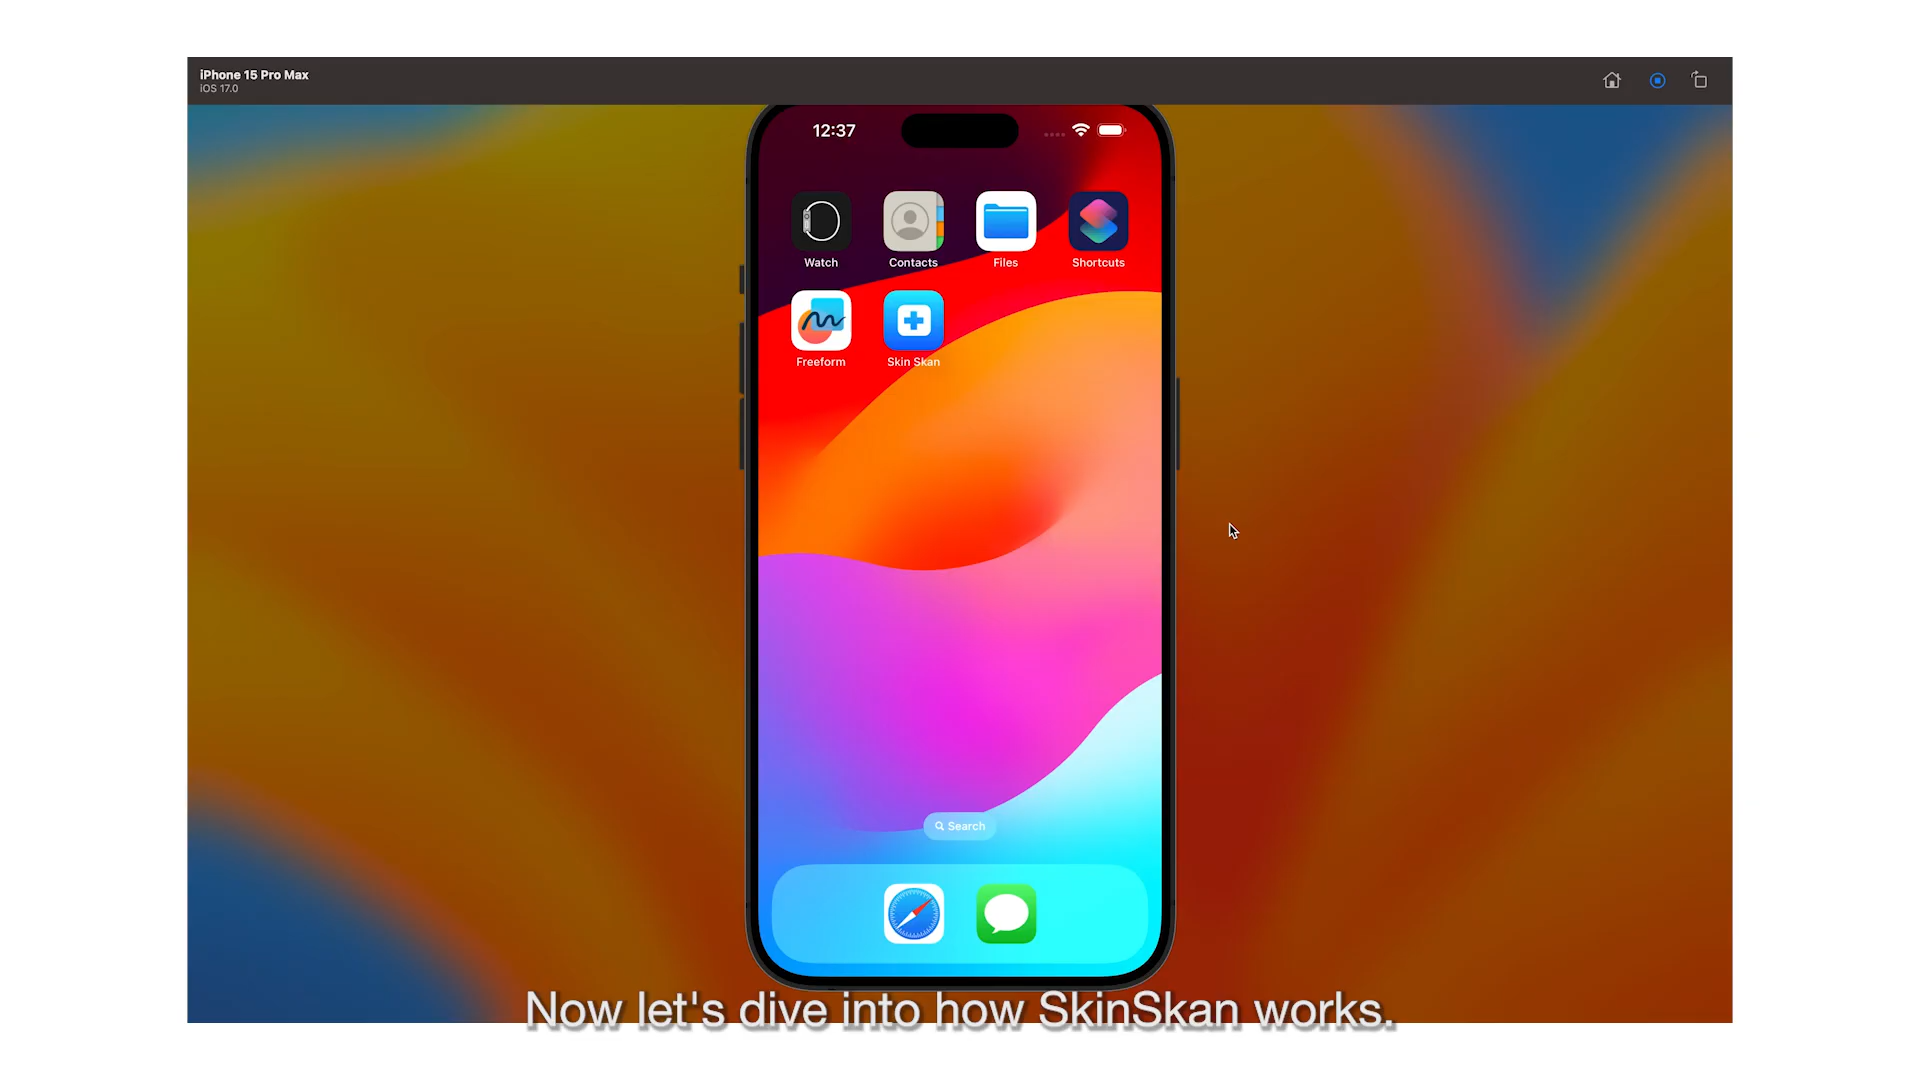 iPhone 15 Pro Max
iOS 17.0
12:37
Watch Contacts Files Shortcuts
Freeform Skin Skan
Search
Now let's dive into how SkinSkan works.